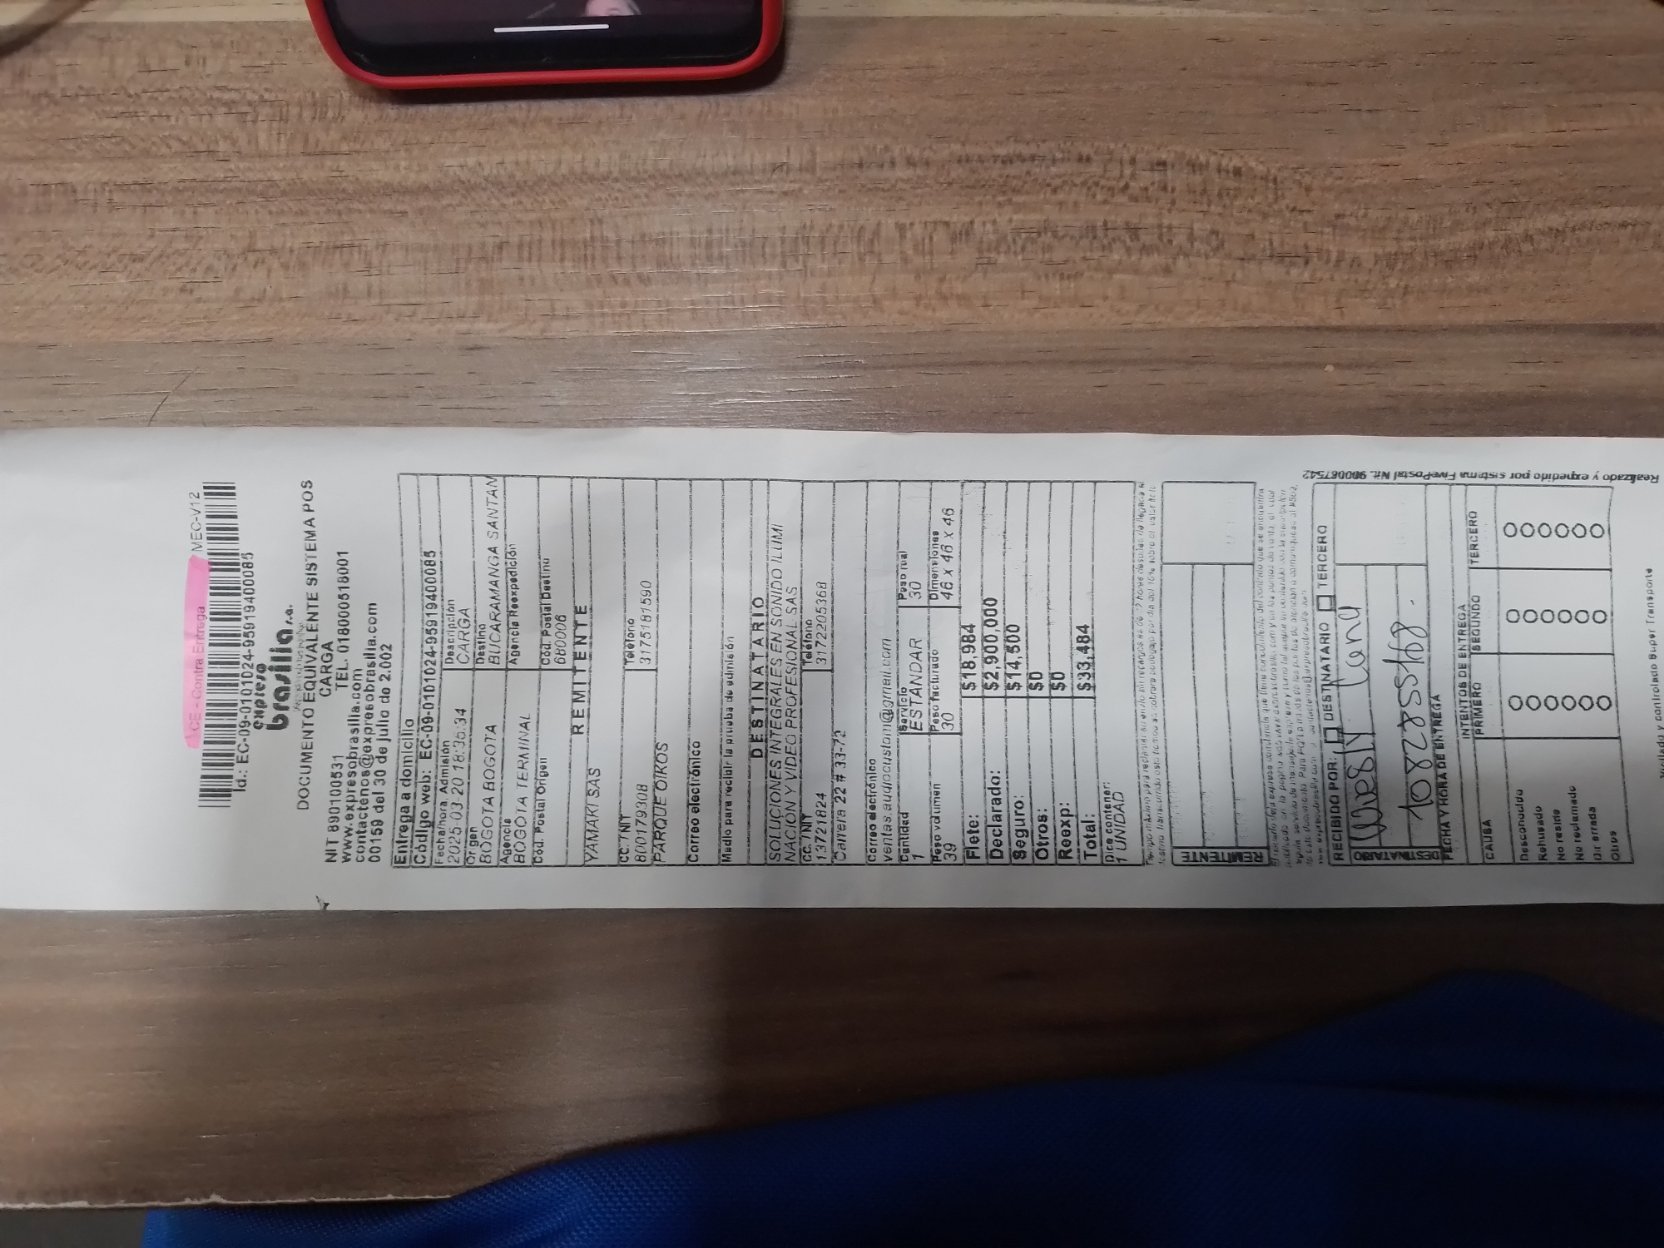 CE - Contra Entrega
MEC-V12
Id.: EC-09-0101024-95919400085
expreso
brasilia s.a.
DOCUMENTO EQUIVALENTE SISTEMA POS
CARGA
NIT 890100531 TEL. 018000518001
www.expresobrasilia.com
contactenos@expresobrasilia.com
00159 del 30 de julio de 2.002
Entrega a domicilio
Código web: EC-09-0101024-95919400085
Fecha/hora Admisión Descripción
2025-03-20 18:36:34 CARGA
Origen Destino
BOGOTA BOGOTA BUCARAMANGA SANTAN
Agencia Agencia Reexpedición
BOGOTA TERMINAL
Cod. Postal Origen Cod. Postal Destino
680006
REMITENTE
YAMAKI SAS
CC. / NIT Teléfono
800179308 3175181590
PARQUE OIKOS
Correo electrónico
Medio para recibir la prueba de admisión
DESTINATARIO
SOLUCIONES INTEGRALES EN SONIDO ILUMI
NACION Y VIDEO PROFESIONAL SAS
CC. / NIT Teléfono
13721824 3172205368
Carrera 22 # 33-72
Correo electrónico
ventas.audiocustom@gmail.com
Cantidad Servicio Peso real
1 ESTANDAR 30
Peso volumen Peso facturado Dimensiones
39 30 46 x 46 x 46
Flete: $18,984
Declarado: $2,900,000
Seguro: $14,500
Otros: $0
Reexp: $0
Total: $33,484
Dice contener:
1 UNIDAD
REMITENTE
RECIBIDO POR: DESTINATARIO TERCERO
DESTINATARIO
FECHA Y HORA DE ENTREGA
INTENTOS DE ENTREGA
CAUSA PRIMERO SEGUNDO TERCERO
Desconocido
Rehusado
No reside
No reclamado
Dir errada
Otros
Realizado y expedido por sistema FivePostal Nit. 900067542
Vigilado y controlado Super Transporte